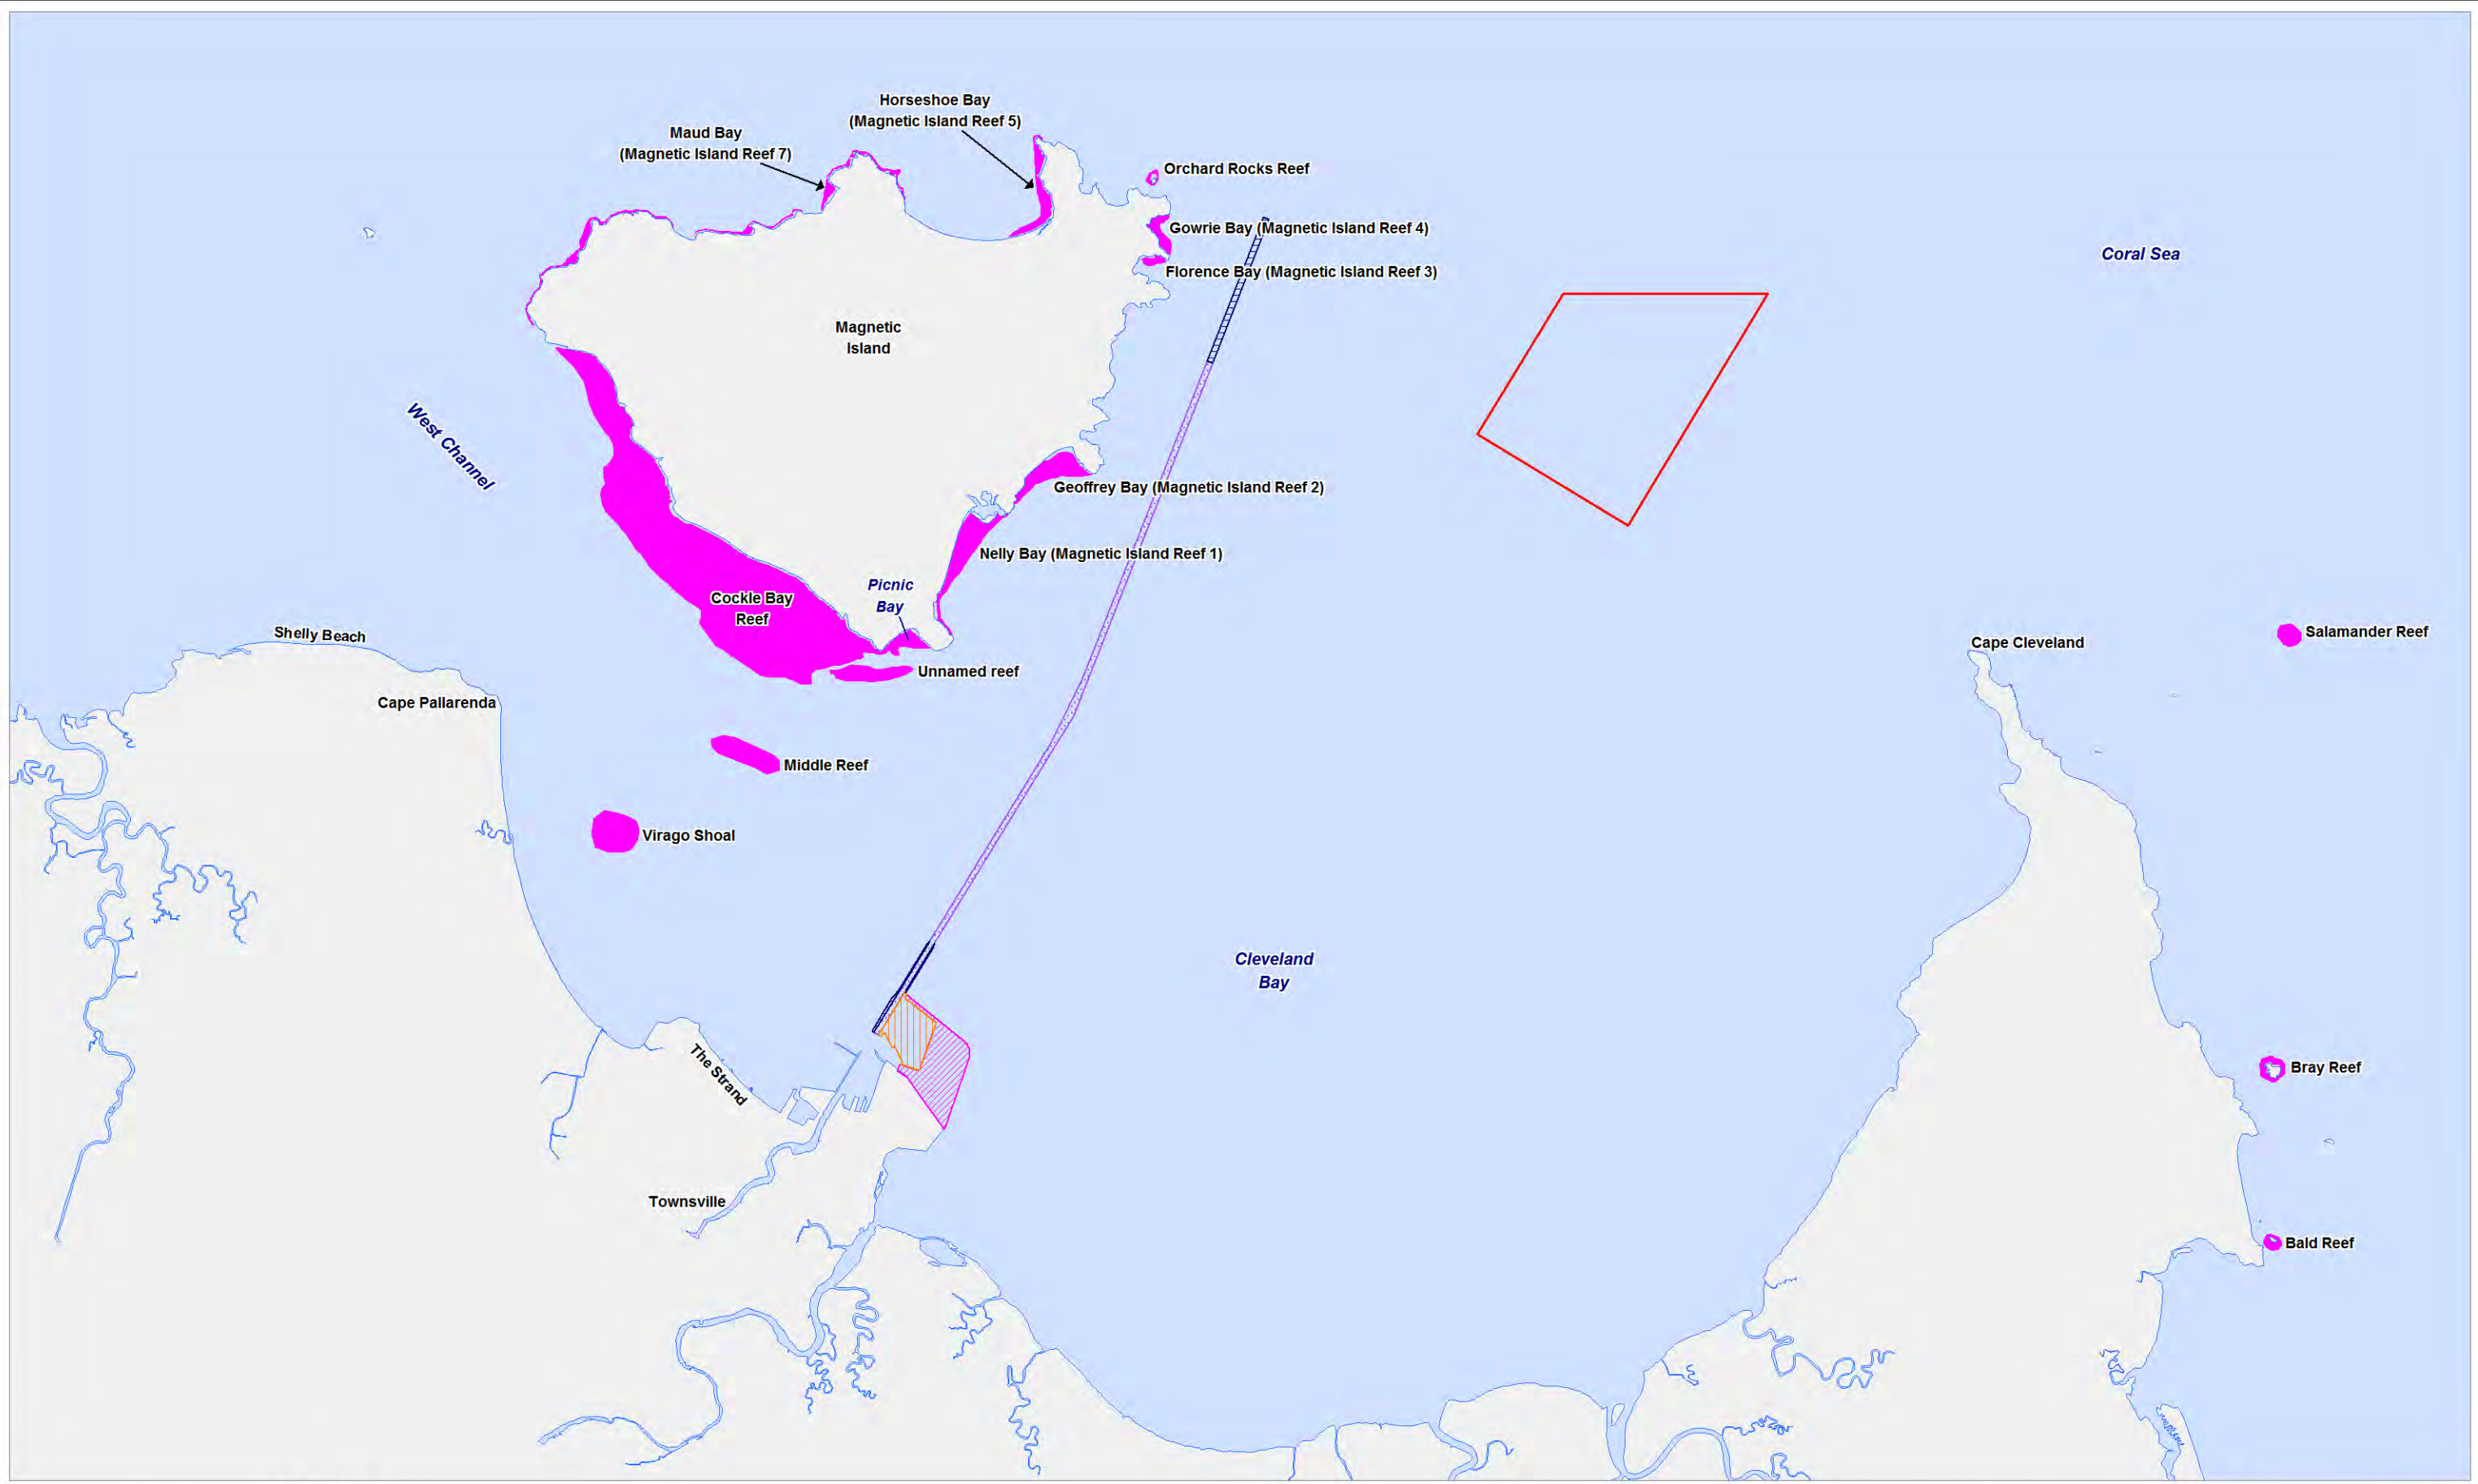 Horseshoe Bay
(Magnetic Island Reef 5)
Maud Bay
(Magnetic Island Reef 7)
Orchard Rocks Reef
Gowrie Bay (Magnetic Island Reef 4)
Coral Sea
Florence Bay (Magnetic Island Reef 3)
Magnetic
Island
West Channel
Geoffrey Bay (Magnetic Island Reef 2)
Nelly Bay (Magnetic Island Reef 1)
Picnic
Bay
Cockle Bay
Reef
Shelly Beach
Salamander Reef
Cape Cleveland
Unnamed reef
Cape Pallarenda
Middle Reef
Virago Shoal
Cleveland
Bay
The Strand
Bray Reef
Townsville
Bald Reef